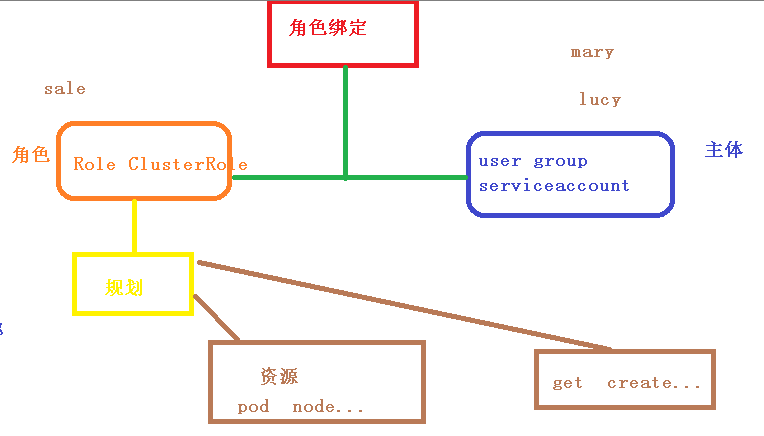 角色绑定
mary
sale
lucy
角色
Role ClusterRole
user group
serviceaccount
主体
规划
资源
pod node...
get create...